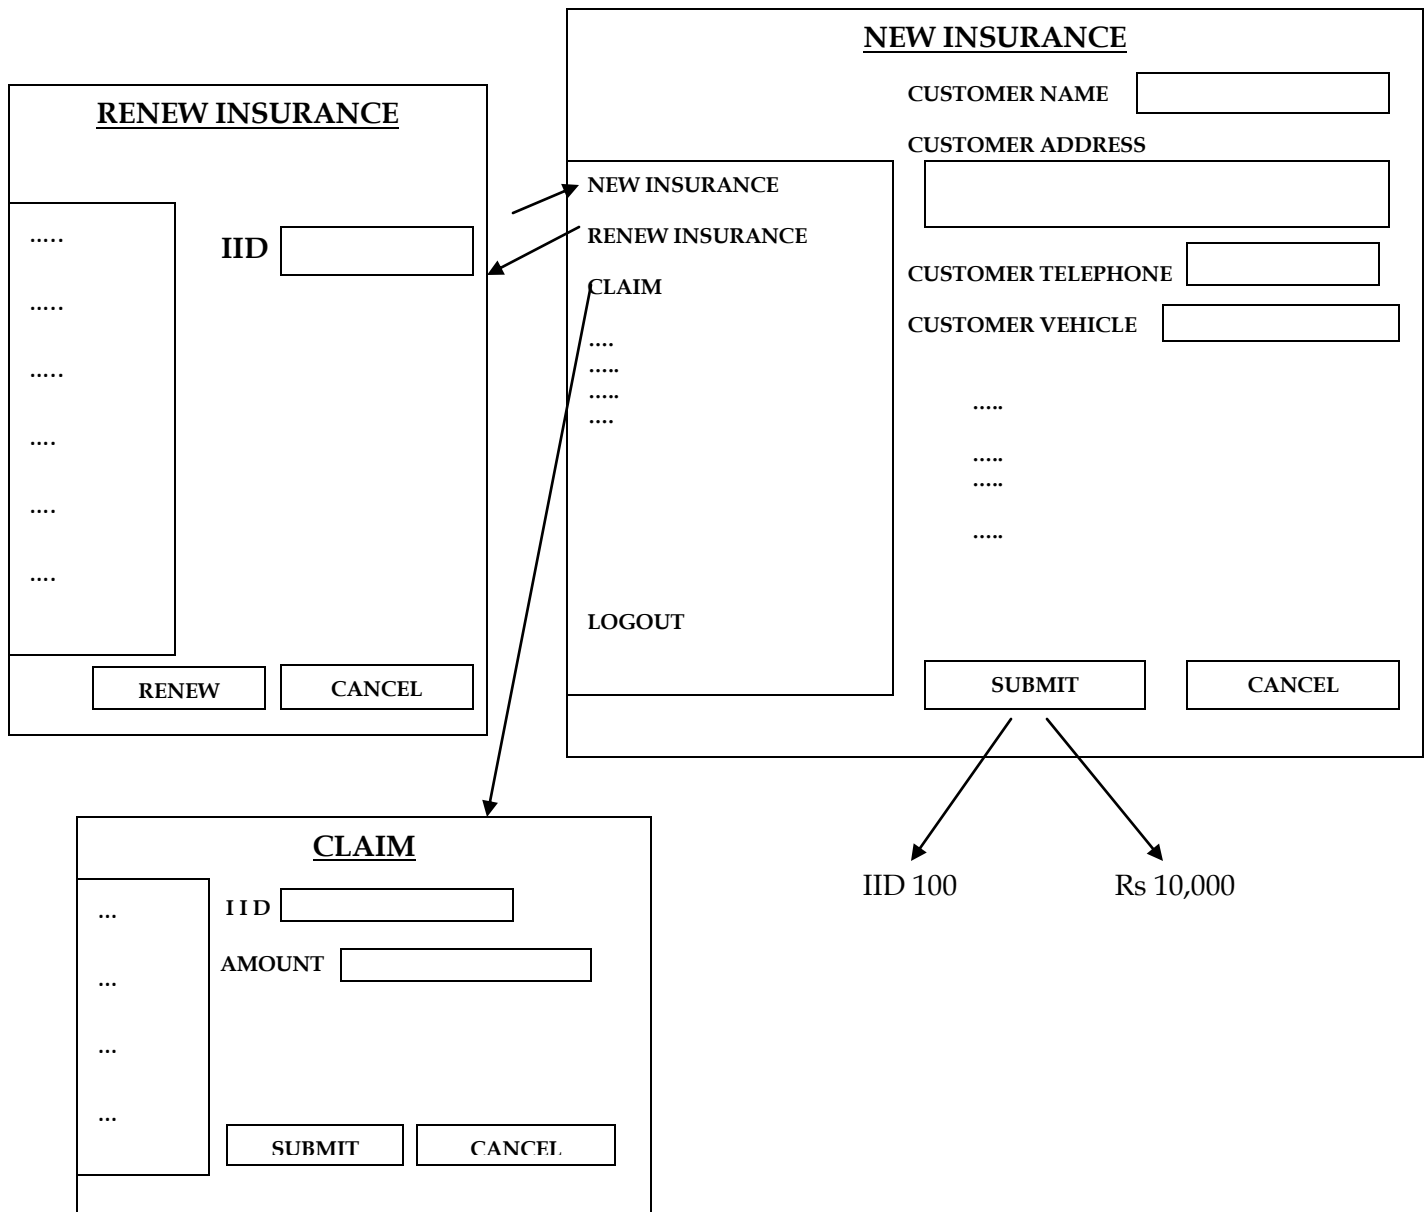 NEW INSURANCE
CUSTOMER NAME
CUSTOMER ADDRESS
NEW INSURANCE
RENEW INSURANCE
CLAIM
....
.....
.....
....
LOGOUT
CUSTOMER TELEPHONE
CUSTOMER VEHICLE
.....
.....
.....
.....
SUBMIT
CANCEL
IID 100
Rs 10,000
RENEW INSURANCE
.....
.....
.....
....
....
....
IID
RENEW
CANCEL
CLAIM
...
...
...
...
I I D
AMOUNT
SUBMIT
CANCEL